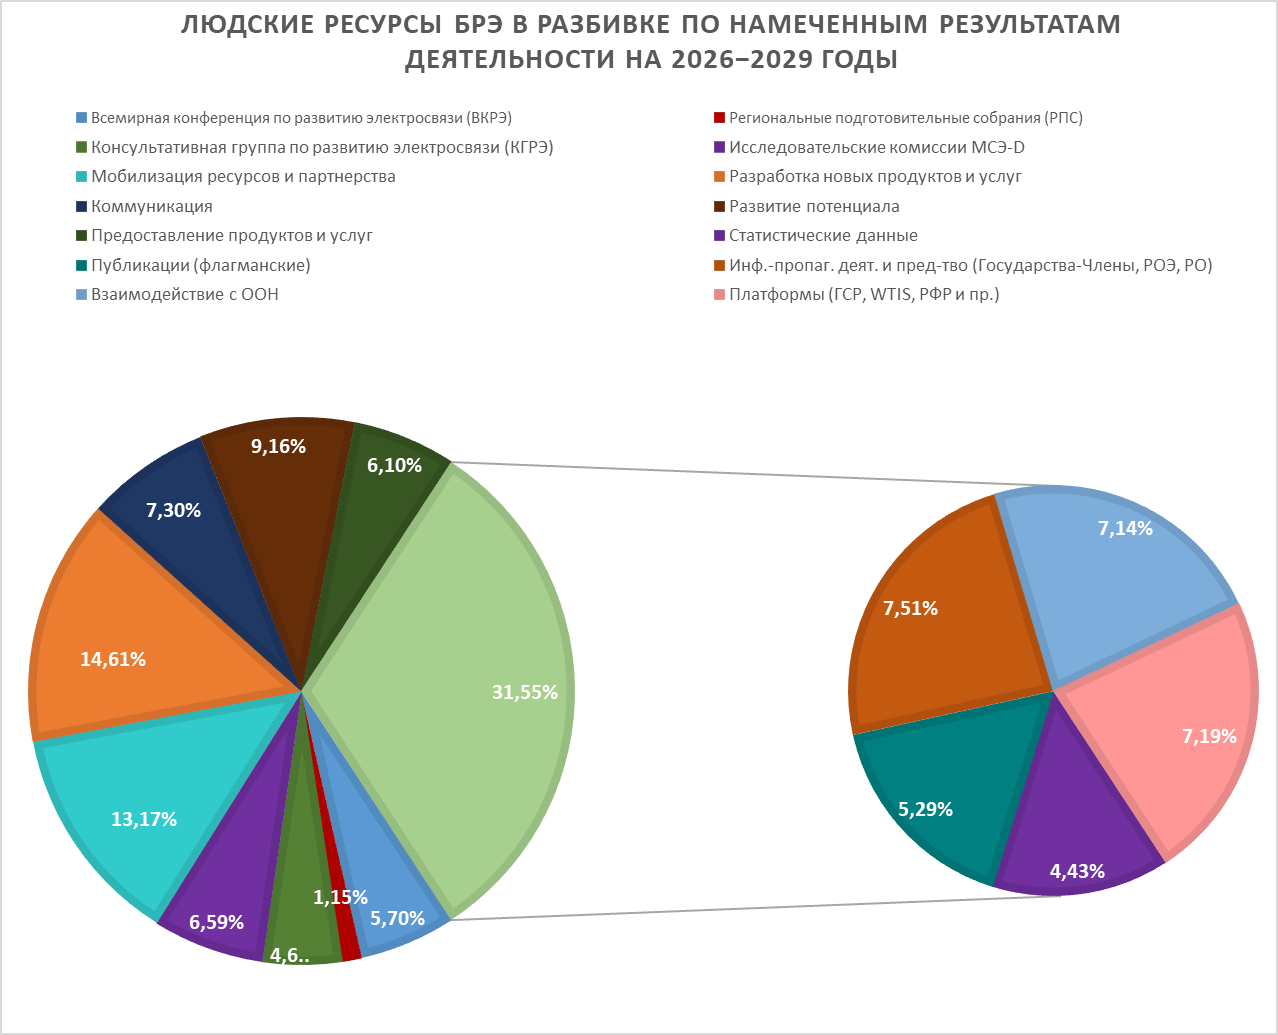 ЛЮДСКИЕ РЕСУРСЫ БРЭ В РАЗБИВКЕ ПО НАМЕЧЕННЫМ РЕЗУЛЬТАТАМ
ДЕЯТЕЛЬНОСТИ НА 2026–2029 ГОДЫ
Всемирная конференция по развитию электросвязи (ВКРЭ)
Региональные подготовительные собрания (РПС)
Консультативная группа по развитию электросвязи (КГРЭ)
Исследовательские комиссии МСЭ-D
Мобилизация ресурсов и партнерства
Разработка новых продуктов и услуг
Коммуникация
Развитие потенциала
Предоставление продуктов и услуг
Статистические данные
Публикации (флагманские)
Инф.-пропаг. деят. и пред-тво (Государства-Члены, РОЭ, РО)
Взаимодействие с ООН
Платформы (ГСР, WTIS, РФР и пр.)
9,16%
6,10%
7,30%
14,61%
31,55%
13,17%
1,15%
6,59%
5,70%
4,6..
7,14%
7,51%
7,19%
5,29%
4,43%